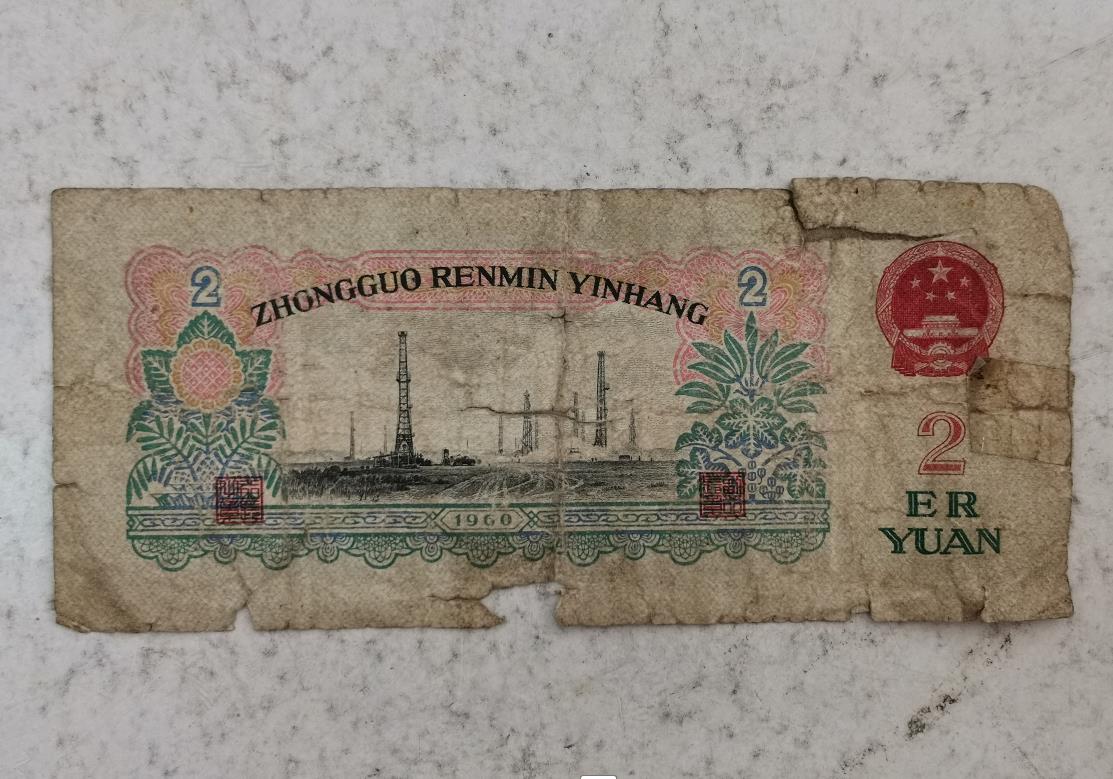 2
2
ZHONGGUO RENMIN YINHANG
2
ER
YUAN
1960